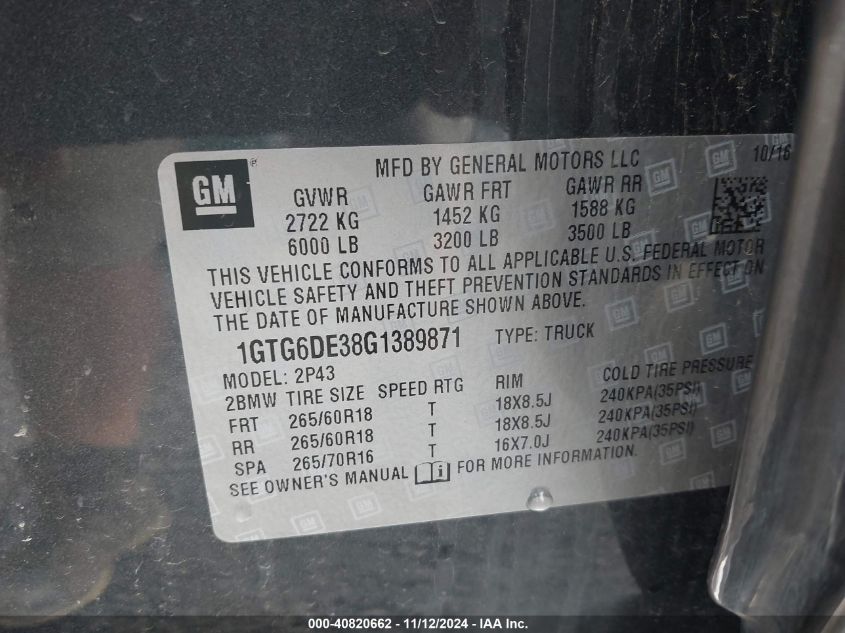 GM ®
MFD BY GENERAL MOTORS LLC 10/16
GVWR GAWR FRT GAWR RR
2722 KG 1452 KG 1588 KG
6000 LB 3200 LB 3500 LB
THIS VEHICLE CONFORMS TO ALL APPLICABLE U.S. FEDERAL MOTOR
VEHICLE SAFETY AND THEFT PREVENTION STANDARDS IN EFFECT ON
THE DATE OF MANUFACTURE SHOWN ABOVE.
1GTG6DE38G1389871 TYPE: TRUCK
MODEL: 2P43
2BMW TIRE SIZE SPEED RTG RIM COLD TIRE PRESSURE
FRT 265/60R18 T 18X8.5J 240KPA(35PSI)
RR 265/60R18 T 18X8.5J 240KPA(35PSI)
SPA 265/70R16 T 16X7.0J 240KPA(35PSI)
SEE OWNER'S MANUAL i FOR MORE INFORMATION.
000-40820662 - 11/12/2024 - IAA Inc.